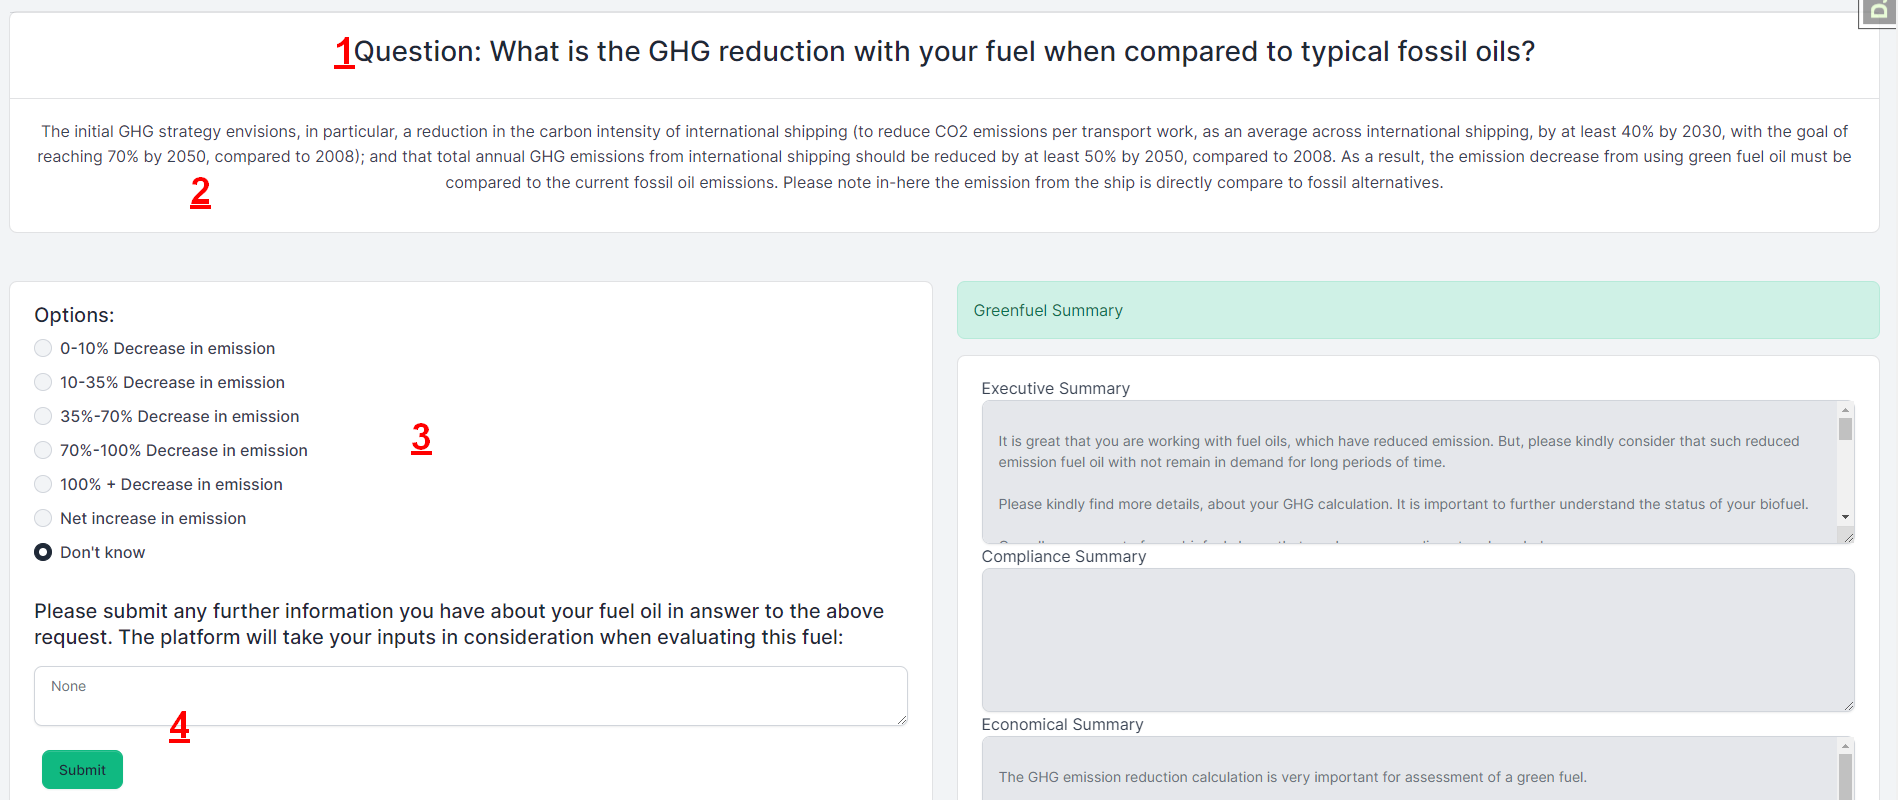 1Question: What is the GHG reduction with your fuel when compared to typical fossil oils?
The initial GHG strategy envisions, in particular, a reduction in the carbon intensity of international shipping (to reduce CO2 emissions per transport work, as an average across international shipping, by at least 40% by 2030, with the goal of
reaching 70% by 2050, compared to 2008); and that total annual GHG emissions from international shipping should be reduced by at least 50% by 2050, compared to 2008. As a result, the emission decrease from using green fuel oil must be
compared to the current fossil oil emissions. Please note in-here the emission from the ship is directly compare to fossil alternatives.
2
Options:
0-10% Decrease in emission
10-35% Decrease in emission
35%-70% Decrease in emission
70%-100% Decrease in emission
100% + Decrease in emission
Net increase in emission
Don't know
3
Please submit any further information you have about your fuel oil in answer to the above
request. The platform will take your inputs in consideration when evaluating this fuel:
None
4
Submit
Greenfuel Summary
Executive Summary
It is great that you are working with fuel oils, which have reduced emission. But, please kindly consider that such reduced
emission fuel oil with not remain in demand for long periods of time.
Please kindly find more details, about your GHG calculation. It is important to further understand the status of your biofuel.
Compliance Summary
Economical Summary
The GHG emission reduction calculation is very important for assessment of a green fuel.